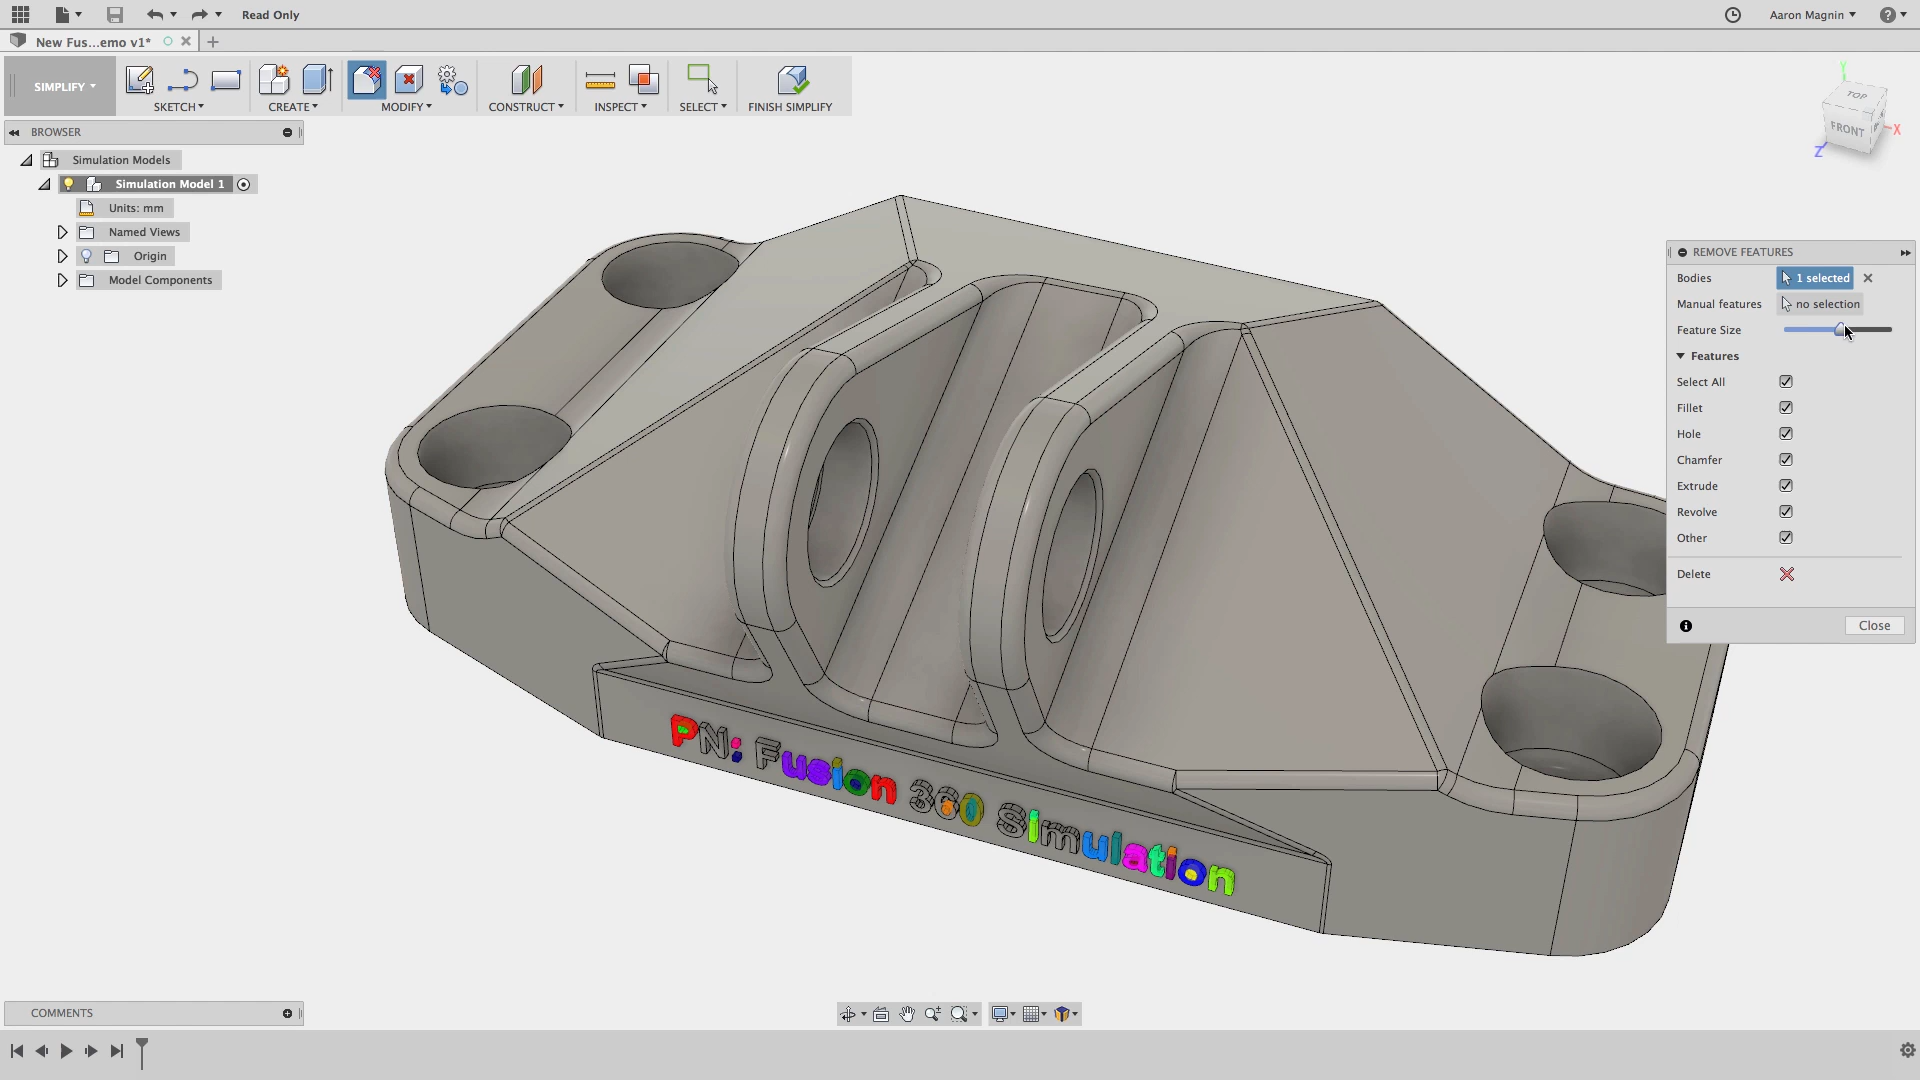 Read Only
Aaron Magnin
New Fus...emo v1*
SIMPLIFY
SKETCH
CREATE
MODIFY
CONSTRUCT
INSPECT
SELECT
FINISH SIMPLIFY
BROWSER
Simulation Models
Simulation Model 1
Units: mm
Named Views
Origin
Model Components
Y
TOP
FRONT
X
Z
REMOVE FEATURES
Bodies 1 selected
Manual features no selection
Feature Size
Features
Select All
Fillet
Hole
Chamfer
Extrude
Revolve
Other
Delete
Close
PN: Fusion 360 Simulation
COMMENTS